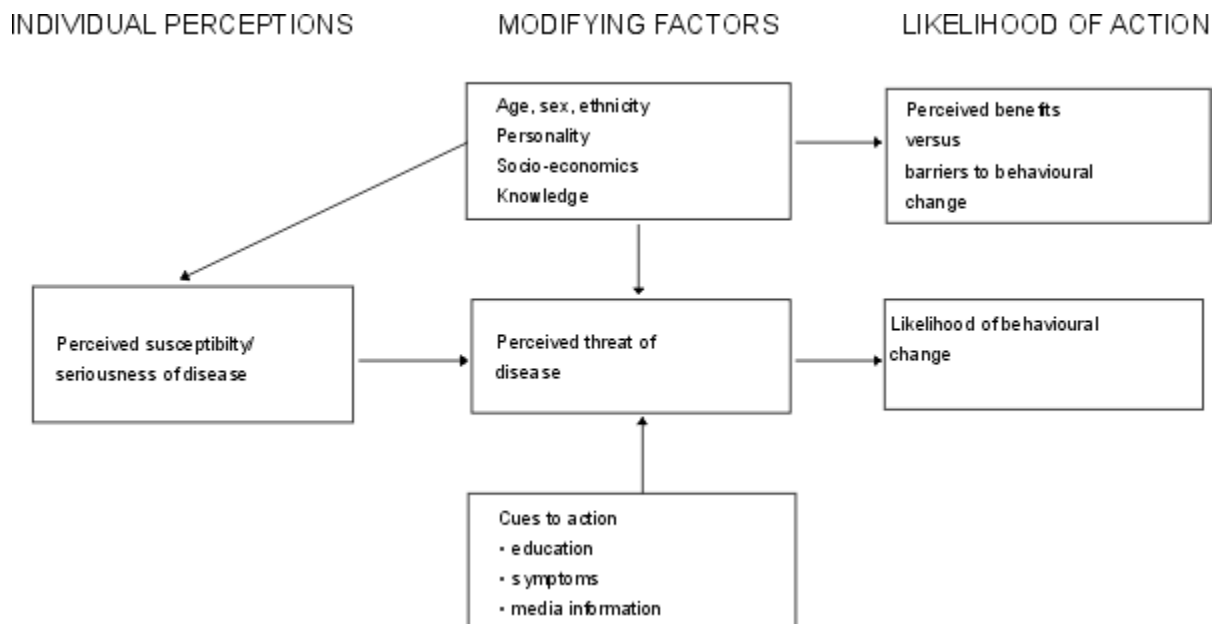 INDIVIDUAL PERCEPTIONS
MODIFYING FACTORS
LIKELIHOOD OF ACTION
Age, sex, ethnicity
Personality
Socio-economics
Knowledge
Perceived benefits
versus
barriers to behavioural
change
Perceived susceptibilty/
seriousness of disease
Perceived threat of
disease
Likelihood of behavioural
change
Cues to action
• education
• symptoms
• media information